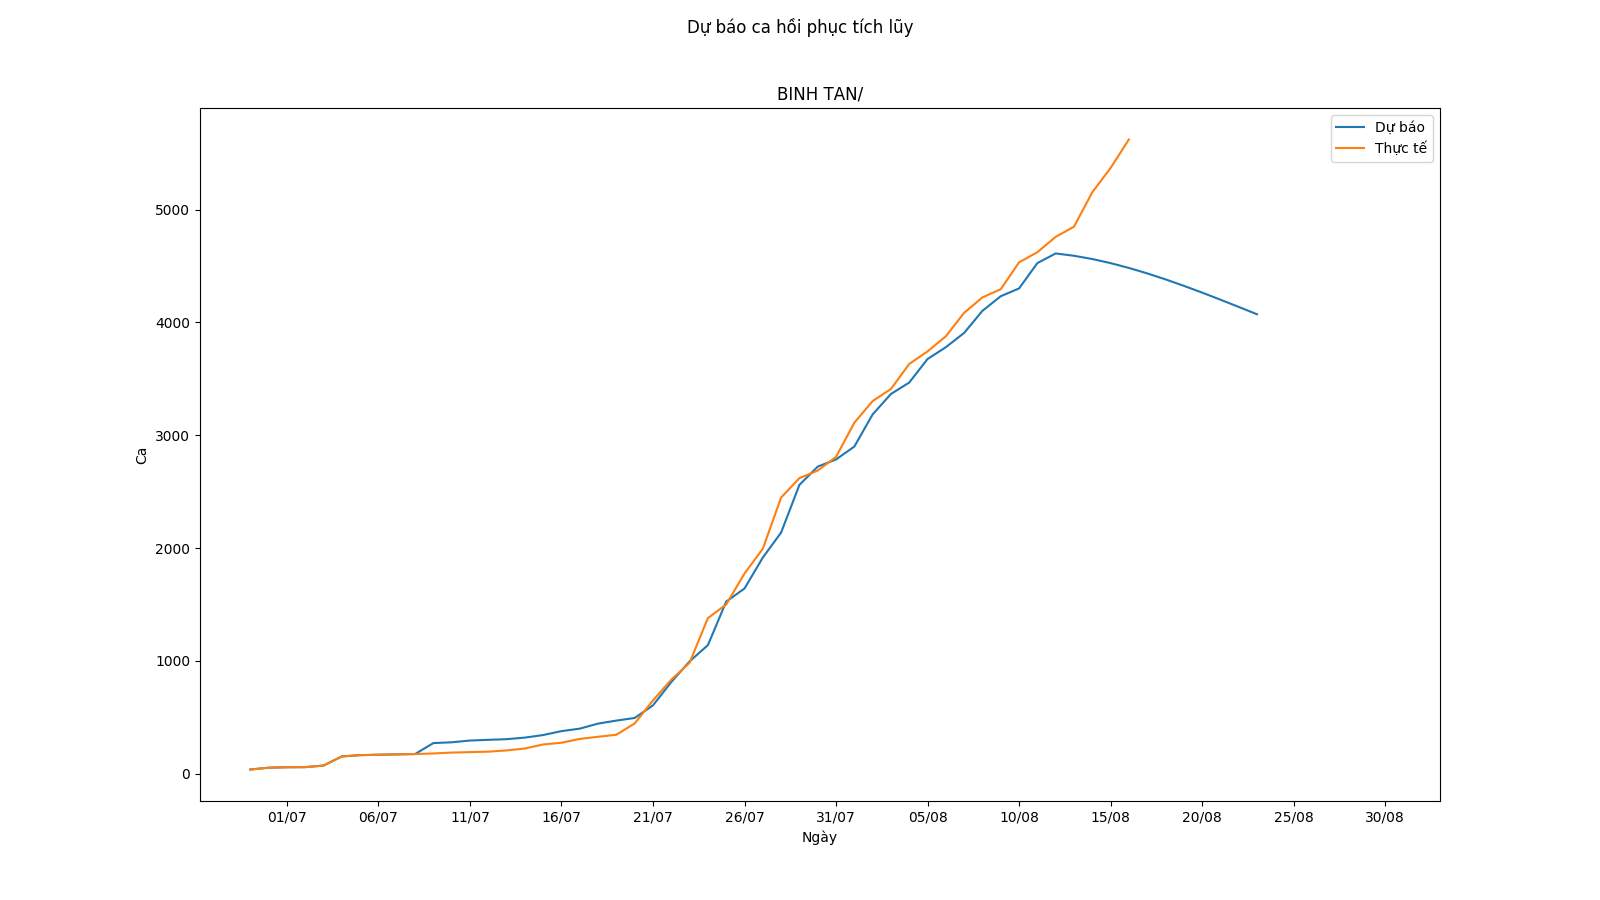 Dự báo ca hồi phục tích lũy
BINH TAN/
Dự báo
Thực tế
5000
4000
3000
2000
1000
0
Ca
01/07 06/07 11/07 16/07 21/07 26/07 31/07 05/08 10/08 15/08 20/08 25/08 30/08
Ngày